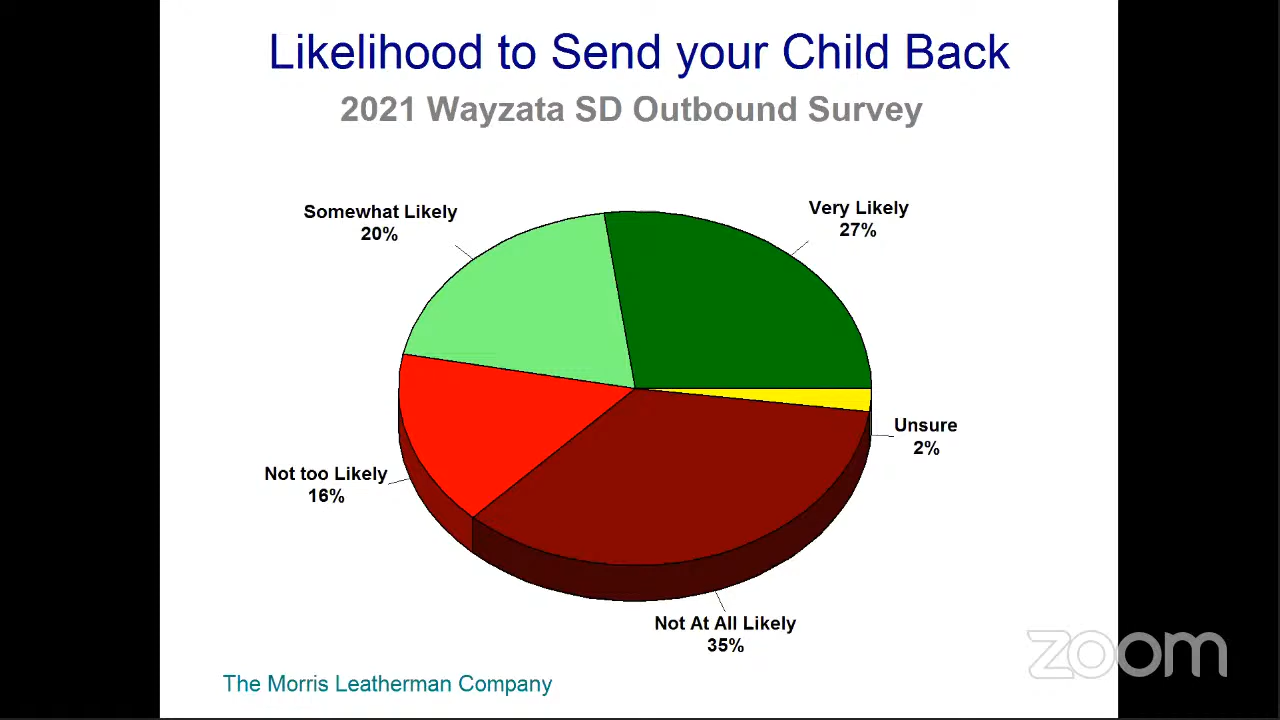 Likelihood to Send your Child Back
2021 Wayzata SD Outbound Survey
Somewhat Likely
20%
Very Likely
27%
Unsure
2%
Not too Likely
16%
Not At All Likely
35%
The Morris Leatherman Company
zoom